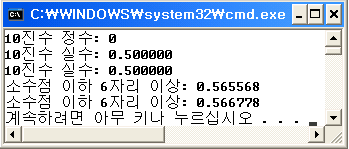 C:₩WINDOWS₩system32₩cmd.exe
10진수 정수: 0
10진수 실수: 0.500000
10진수 실수: 0.500000
소수점 이하 6자리 이상: 0.565568
소수점 이하 6자리 이상: 0.566778
계속하려면 아무 키나 누르십시오 . . .